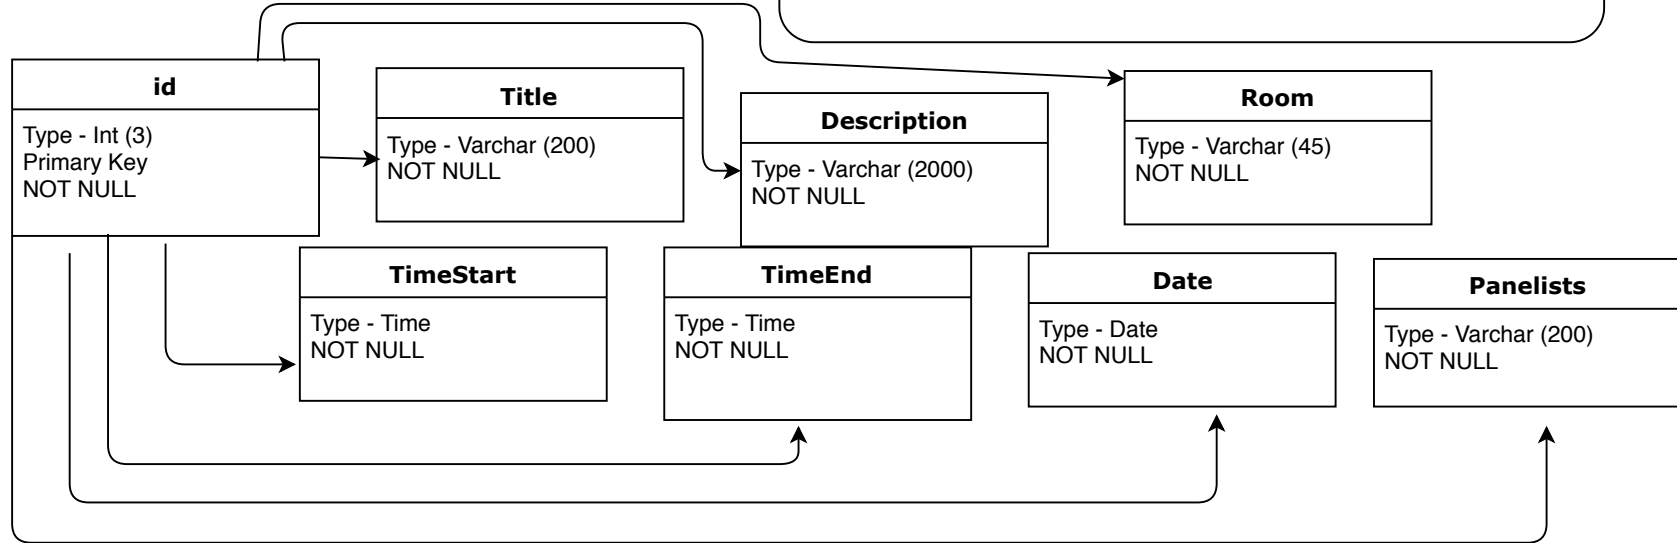 id
Type - Int (3)
Primary Key
NOT NULL
Title
Type - Varchar (200)
NOT NULL
Description
Type - Varchar (2000)
NOT NULL
Room
Type - Varchar (45)
NOT NULL
TimeStart
Type - Time
NOT NULL
TimeEnd
Type - Time
NOT NULL
Date
Type - Date
NOT NULL
Panelists
Type - Varchar (200)
NOT NULL